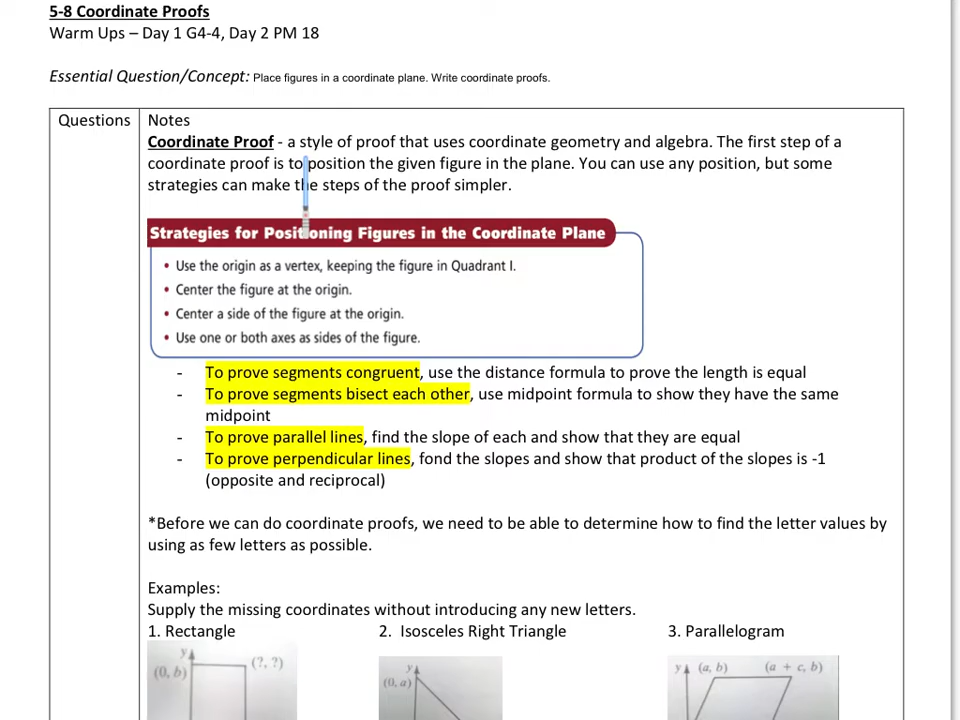 5-8 Coordinate Proofs
Warm Ups – Day 1 G4-4, Day 2 PM 18
Essential Question/Concept: Place figures in a coordinate plane. Write coordinate proofs.
Questions
Notes
Coordinate Proof - a style of proof that uses coordinate geometry and algebra. The first step of a
coordinate proof is to position the given figure in the plane. You can use any position, but some
strategies can make the steps of the proof simpler.
Strategies for Positioning Figures in the Coordinate Plane
• Use the origin as a vertex, keeping the figure in Quadrant I.
• Center the figure at the origin.
• Center a side of the figure at the origin.
• Use one or both axes as sides of the figure.
- To prove segments congruent, use the distance formula to prove the length is equal
- To prove segments bisect each other, use midpoint formula to show they have the same
midpoint
- To prove parallel lines, find the slope of each and show that they are equal
- To prove perpendicular lines, fond the slopes and show that product of the slopes is -1
(opposite and reciprocal)
*Before we can do coordinate proofs, we need to be able to determine how to find the letter values by
using as few letters as possible.
Examples:
Supply the missing coordinates without introducing any new letters.
1. Rectangle
2. Isosceles Right Triangle
3. Parallelogram
y
(0, b)
(?, ?)
y
(0, a)
y
(a, b)
(a + c, b)